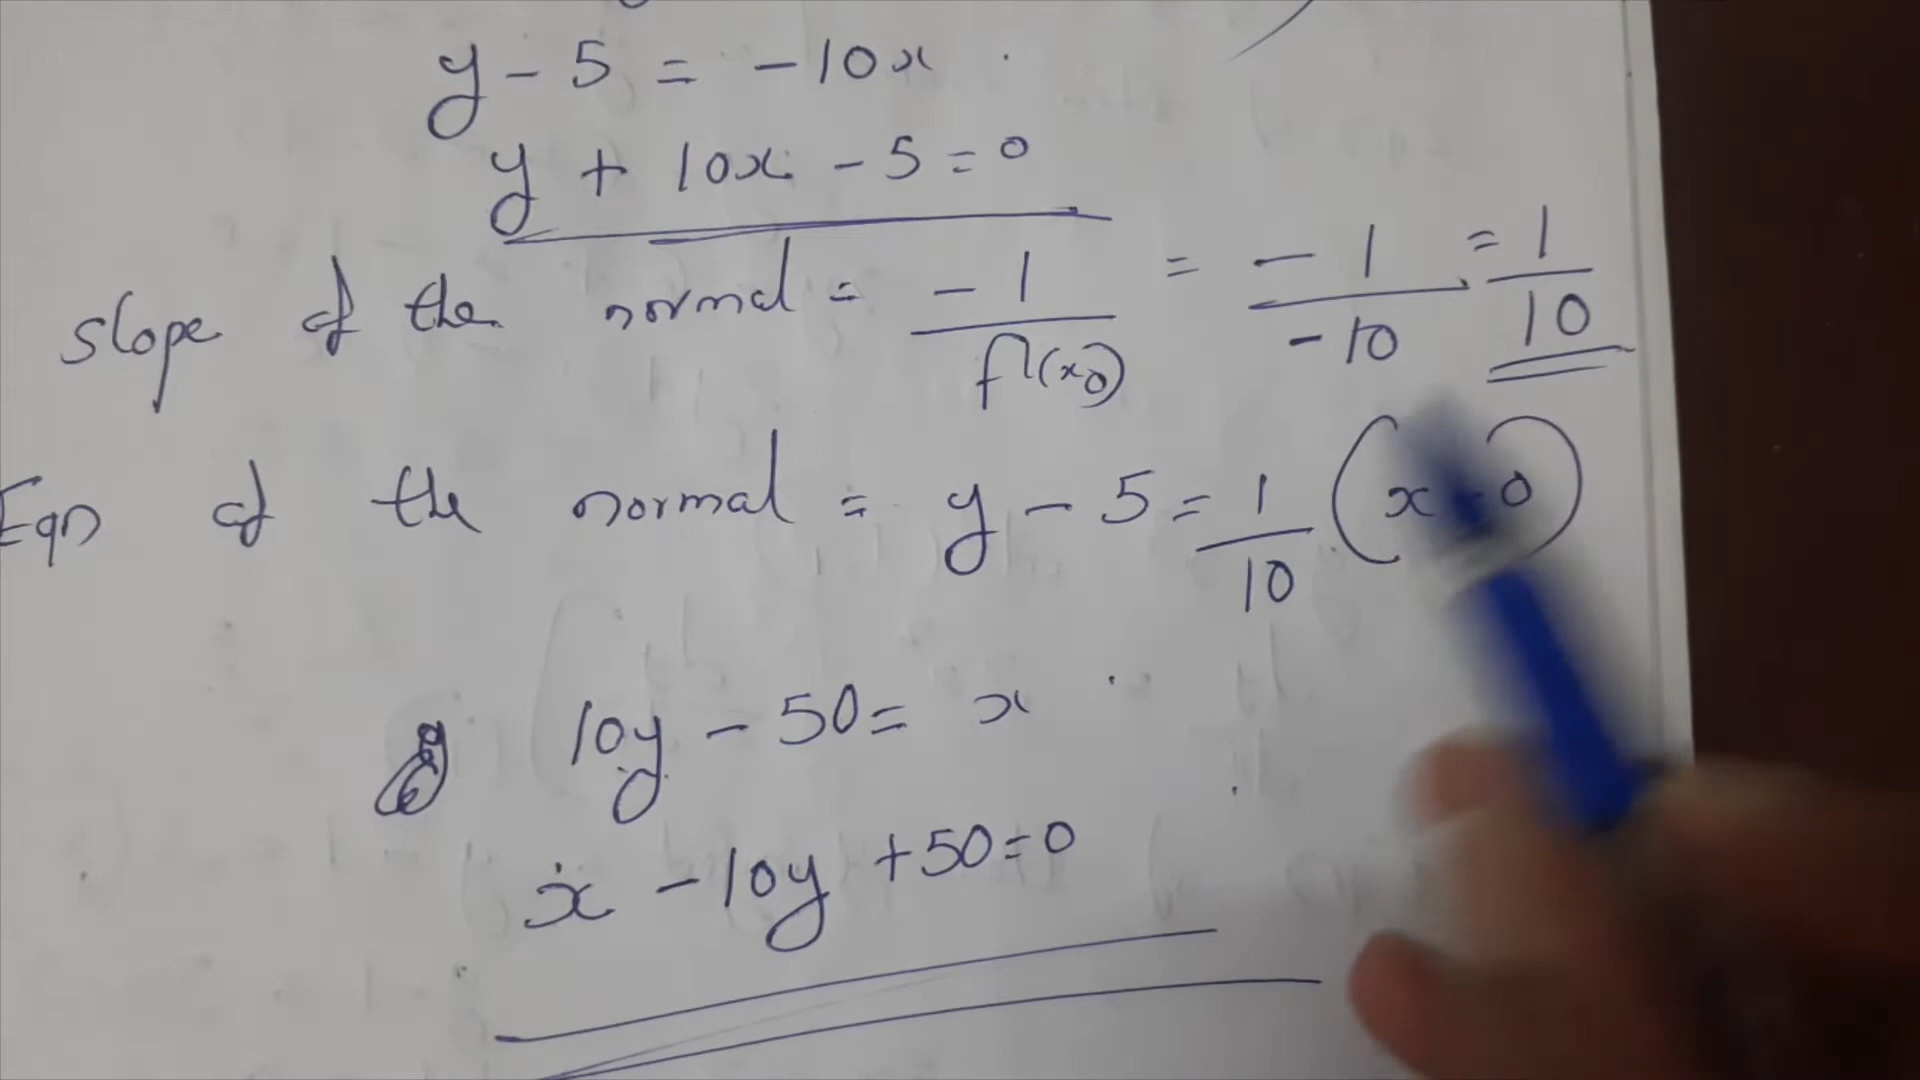 y - 5 = -10x
y + 10x - 5 = 0
Slope of the normal = -1/f'(x0) = -1/-10 = 1/10
Eqn of the normal = y - 5 = 1/10 (x - 0)
10y - 50 = x
x - 10y + 50 = 0